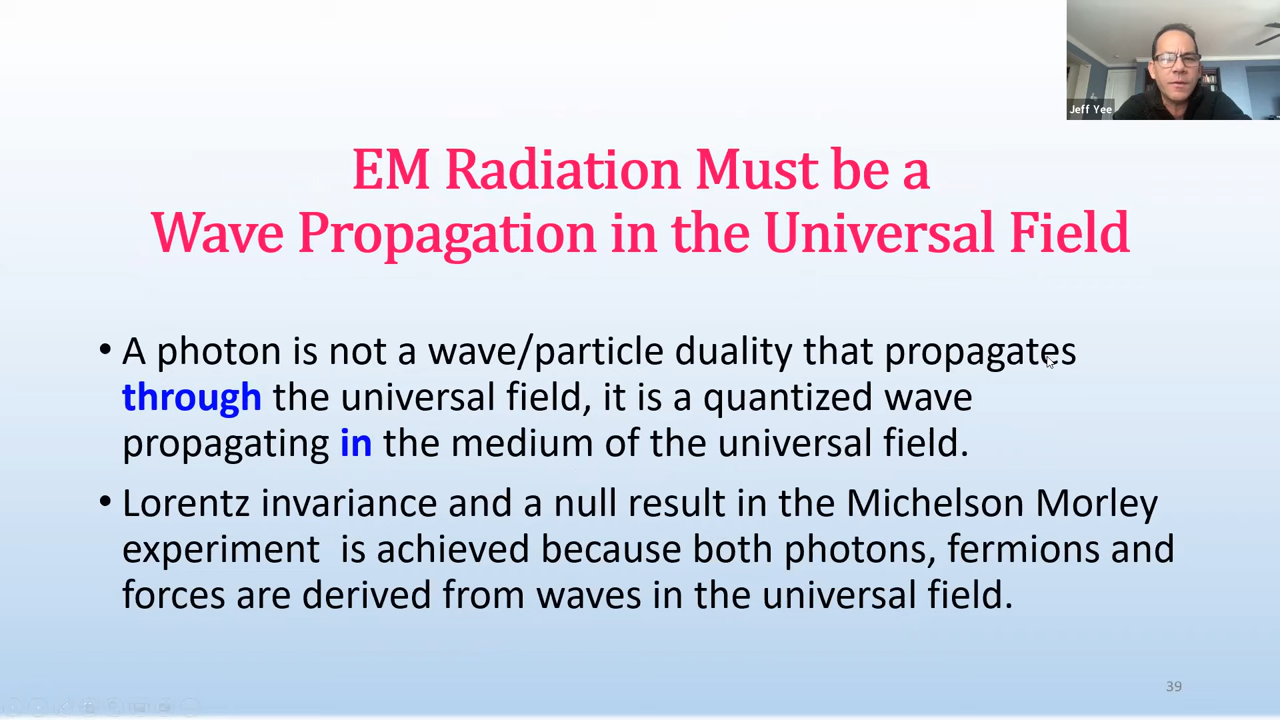 Jeff Yee
EM Radiation Must be a
Wave Propagation in the Universal Field
• A photon is not a wave/particle duality that propagates
through the universal field, it is a quantized wave
propagating in the medium of the universal field.
• Lorentz invariance and a null result in the Michelson Morley
experiment  is achieved because both photons, fermions and
forces are derived from waves in the universal field.
39